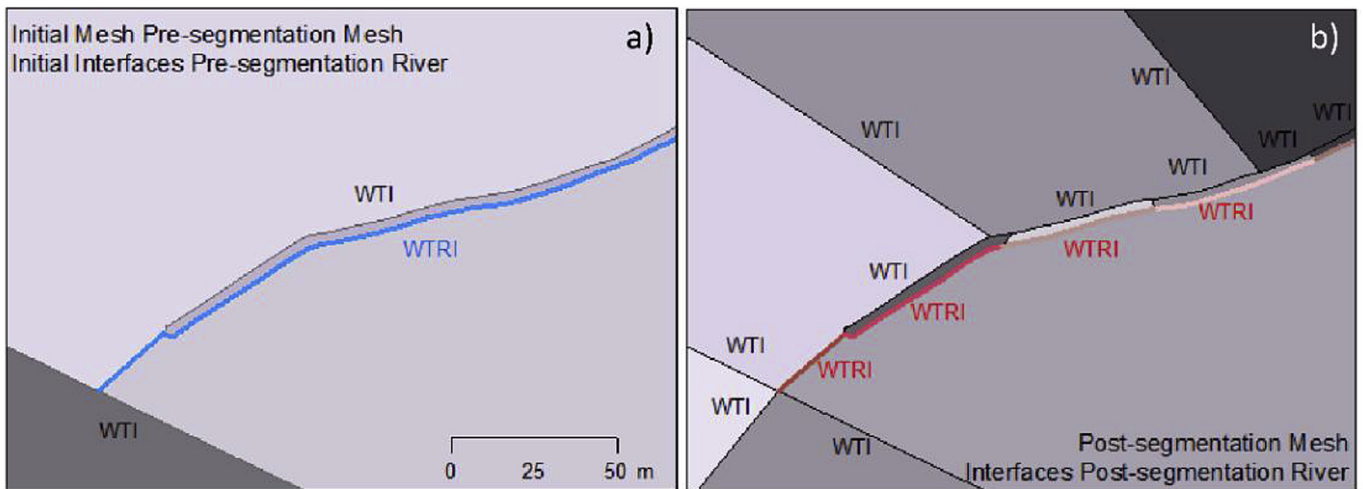 Initial Mesh Pre-segmentation Mesh
Initial Interfaces Pre-segmentation River
a)
WTI
WTRI
WTI
0 25 50 m
b)
WTI
WTI
WTI
WTI
WTI
WTI
WTRI
WTI
WTRI
WTI
WTRI
WTI
WTRI
WTI
WTI
Post-segmentation Mesh
Interfaces Post-segmentation River